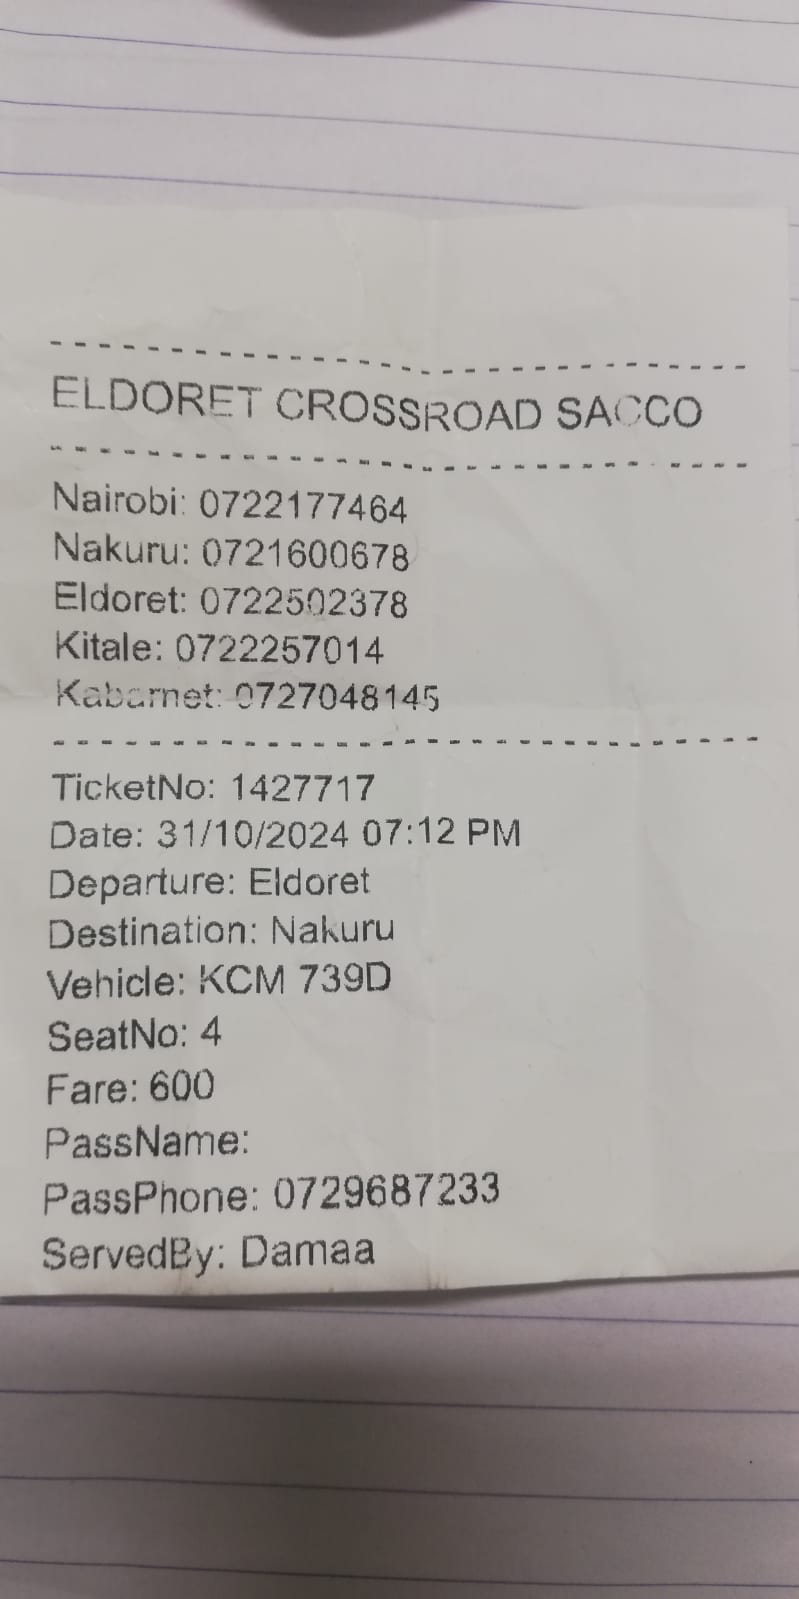 ELDORET CROSSROAD SACCO
Nairobi: 0722177464
Nakuru: 0721600678
Eldoret: 0722502378
Kitale: 0722257014
Kabarnet: 0727048145
TicketNo: 1427717
Date: 31/10/2024 07:12 PM
Departure: Eldoret
Destination: Nakuru
Vehicle: KCM 739D
SeatNo: 4
Fare: 600
PassName:
PassPhone: 0729687233
ServedBy: Damaa